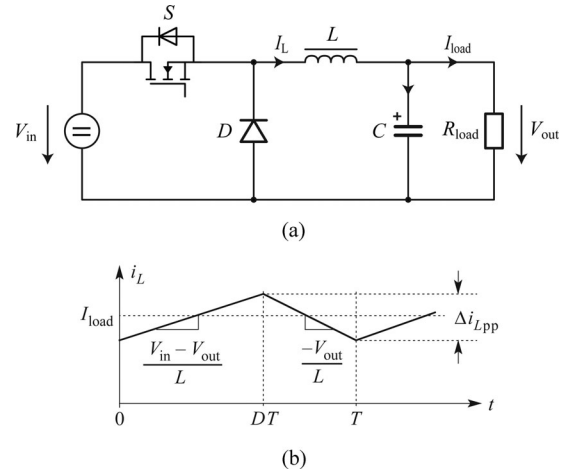 S
I_L
L
I_load
V_in
D
C
+
R_load
V_out
(a)
i_L
I_load
V_in − V_out
L
−V_out
L
Δi_Lpp
0
DT
T
t
(b)